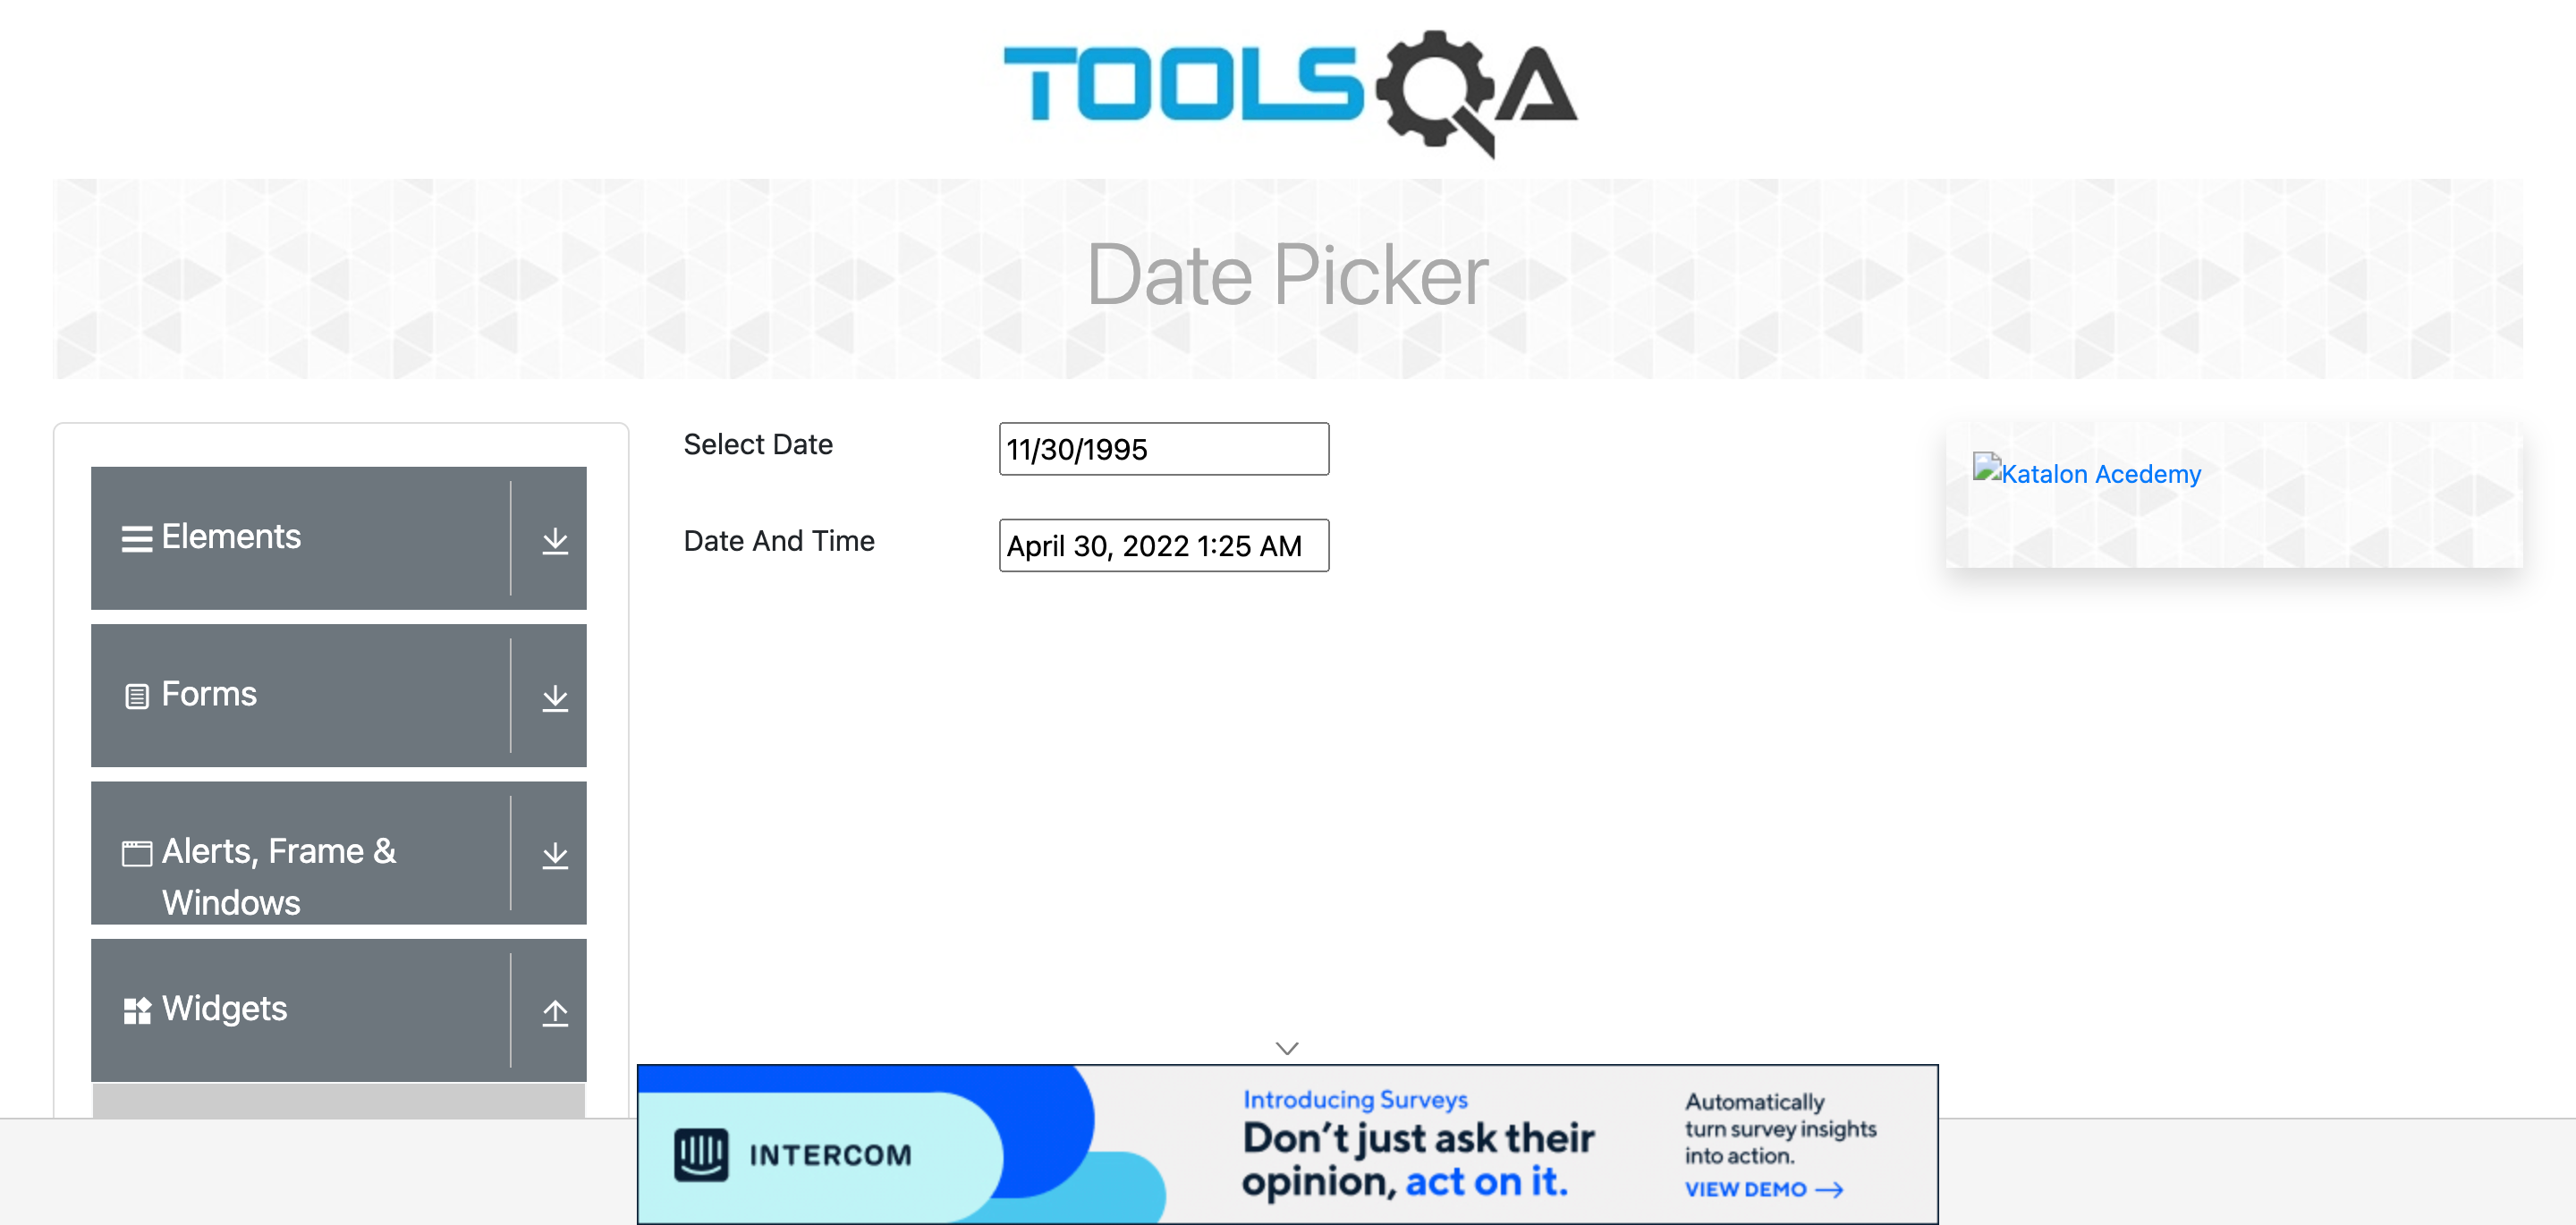 TOOLSQA
Date Picker
Select Date
11/30/1995
Katalon Acedemy
Date And Time
April 30, 2022 1:25 AM
Elements
Forms
Alerts, Frame &
Windows
Widgets
INTERCOM
Introducing Surveys
Don't just ask their
opinion, act on it.
Automatically
turn survey insights
into action.
VIEW DEMO →